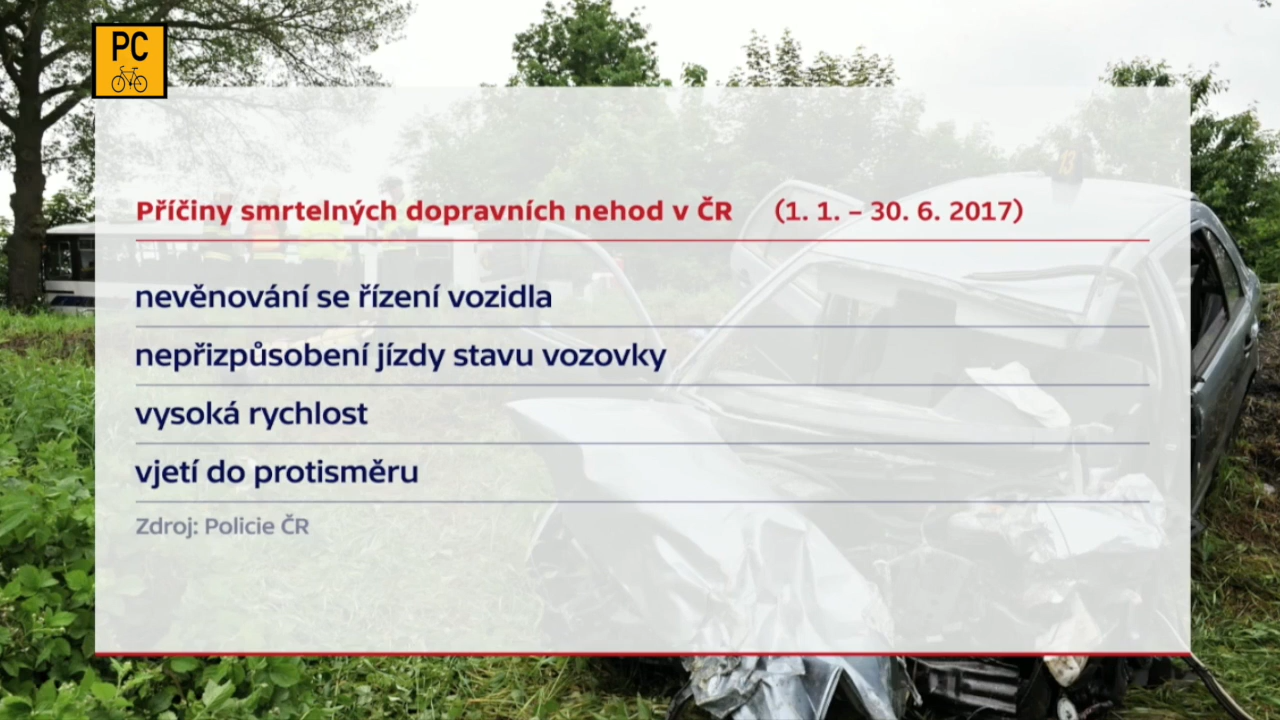 PC
Příčiny smrtelných dopravních nehod v ČR (1. 1. – 30. 6. 2017)
nevěnování se řízení vozidla
nepřizpůsobení jízdy stavu vozovky
vysoká rychlost
vjetí do protisměru
Zdroj: Policie ČR